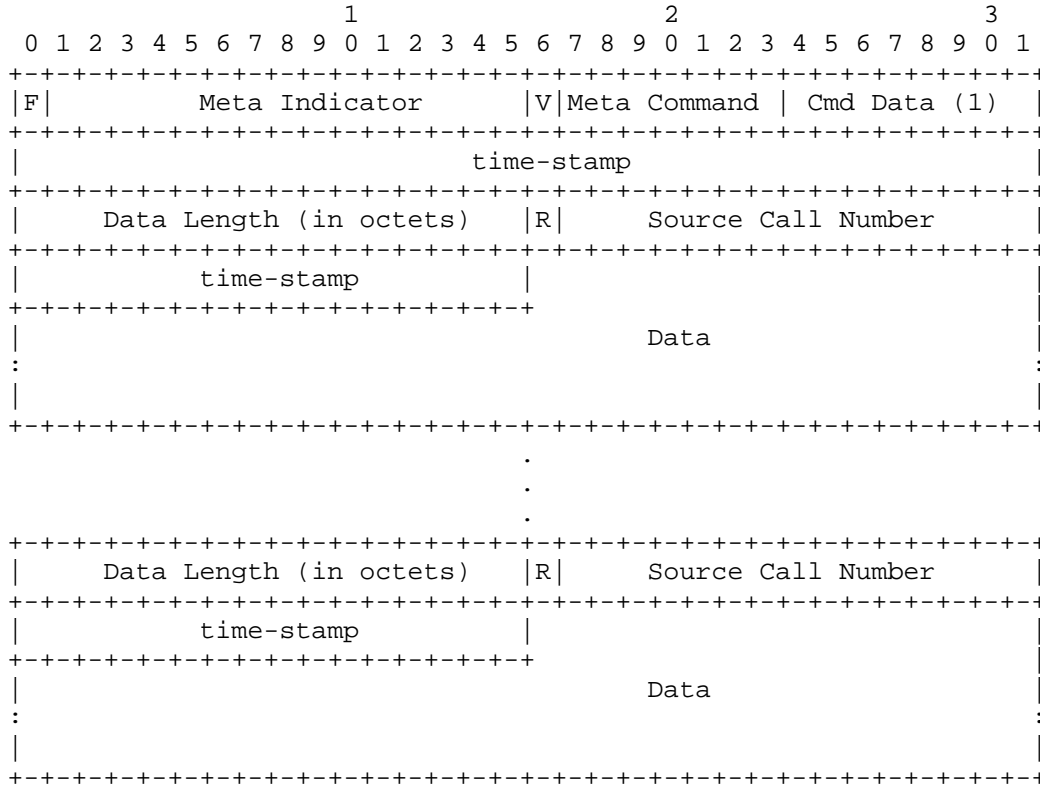 1                   2                   3
 0 1 2 3 4 5 6 7 8 9 0 1 2 3 4 5 6 7 8 9 0 1 2 3 4 5 6 7 8 9 0 1
+-+-+-+-+-+-+-+-+-+-+-+-+-+-+-+-+-+-+-+-+-+-+-+-+-+-+-+-+-+-+-+-+
|F|         Meta Indicator      |V|Meta Command | Cmd Data (1)  |
+-+-+-+-+-+-+-+-+-+-+-+-+-+-+-+-+-+-+-+-+-+-+-+-+-+-+-+-+-+-+-+-+
|                            time-stamp                         |
+-+-+-+-+-+-+-+-+-+-+-+-+-+-+-+-+-+-+-+-+-+-+-+-+-+-+-+-+-+-+-+-+
|     Data Length (in octets)   |R|     Source Call Number      |
+-+-+-+-+-+-+-+-+-+-+-+-+-+-+-+-+-+-+-+-+-+-+-+-+-+-+-+-+-+-+-+-+
|           time-stamp          |                               |
+-+-+-+-+-+-+-+-+-+-+-+-+-+-+-+-+                               |
|                                       Data                    |
:                                                               :
|                                                               |
+-+-+-+-+-+-+-+-+-+-+-+-+-+-+-+-+-+-+-+-+-+-+-+-+-+-+-+-+-+-+-+-+
                                .
                                .
                                .
+-+-+-+-+-+-+-+-+-+-+-+-+-+-+-+-+-+-+-+-+-+-+-+-+-+-+-+-+-+-+-+-+
|     Data Length (in octets)   |R|     Source Call Number      |
+-+-+-+-+-+-+-+-+-+-+-+-+-+-+-+-+-+-+-+-+-+-+-+-+-+-+-+-+-+-+-+-+
|           time-stamp          |                               |
+-+-+-+-+-+-+-+-+-+-+-+-+-+-+-+-+                               |
|                                       Data                    |
:                                                               :
|                                                               |
+-+-+-+-+-+-+-+-+-+-+-+-+-+-+-+-+-+-+-+-+-+-+-+-+-+-+-+-+-+-+-+-+